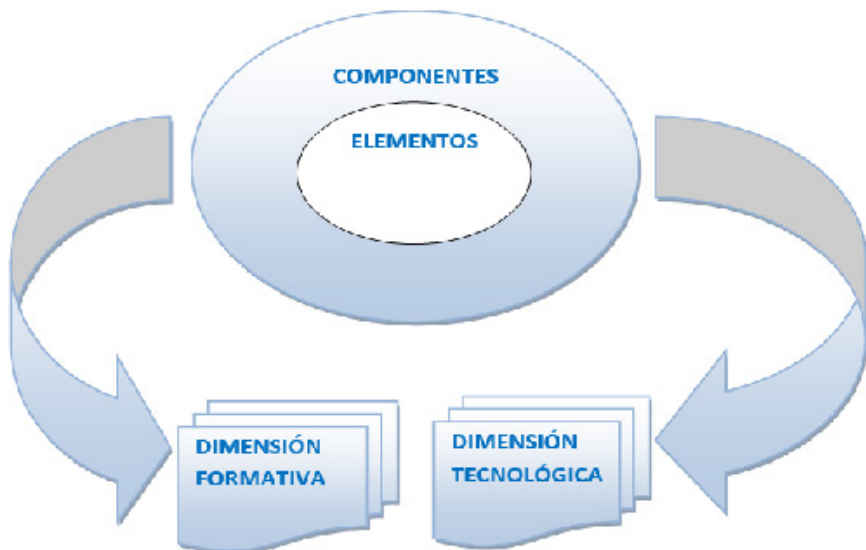 COMPONENTES
ELEMENTOS
DIMENSIÓN
FORMATIVA
DIMENSIÓN
TECNOLÓGICA